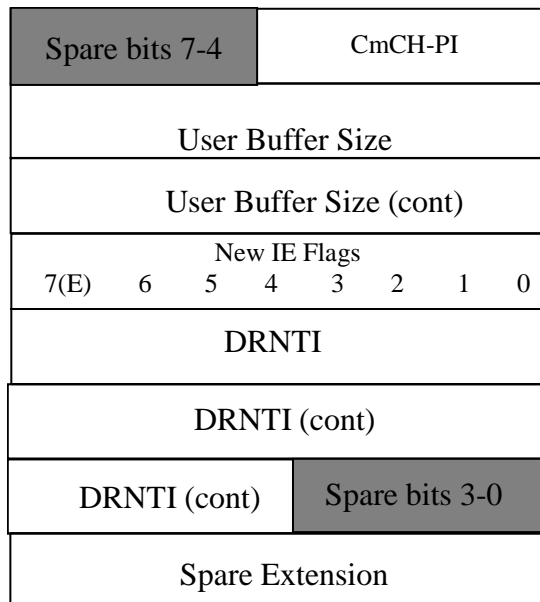 Spare bits 7-4 CmCH-PI
User Buffer Size
User Buffer Size (cont)
New IE Flags
7(E) 6 5 4 3 2 1 0
DRNTI
DRNTI (cont)
DRNTI (cont) Spare bits 3-0
Spare Extension